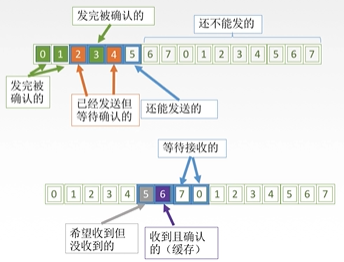 发完被确认的
还不能发的
0 1 2 3 4 5 6 7 0 1 2 3 4 5 6 7
发完被
确认的
已经发送但
等待确认的
还能发送的
等待接收的
0 1 2 3 4 5 6 7 0 1 2 3 4 5 6 7
希望收到但
没收到的
收到且确认
的（缓存）